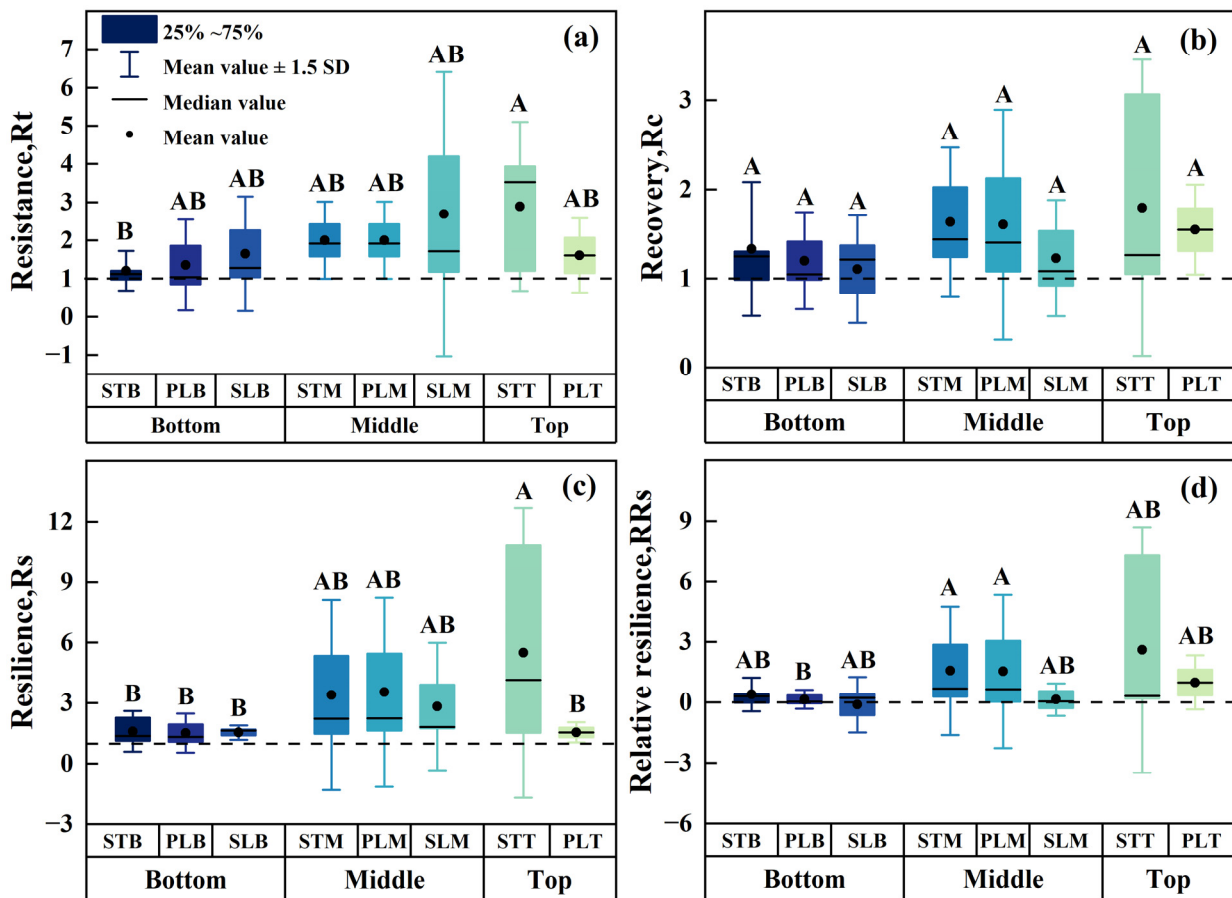 25% ~75%
Mean value ± 1.5 SD
Median value
Mean value
(a)
Resistance,Rt
7
6
5
4
3
2
1
0
−1
B
AB
AB
AB
AB
AB
A
AB
STB PLB SLB STM PLM SLM STT PLT
Bottom Middle Top
(b)
Recovery,Rc
3
2
1
0
A
A
A
A
A
A
A
A
STB PLB SLB STM PLM SLM STT PLT
Bottom Middle Top
(c)
Resilience,Rs
12
9
6
3
0
−3
B
B
B
AB
AB
AB
A
B
STB PLB SLB STM PLM SLM STT PLT
Bottom Middle Top
(d)
Relative resilience,RRs
9
6
3
0
−3
−6
AB
B
AB
A
A
AB
AB
AB
STB PLB SLB STM PLM SLM STT PLT
Bottom Middle Top